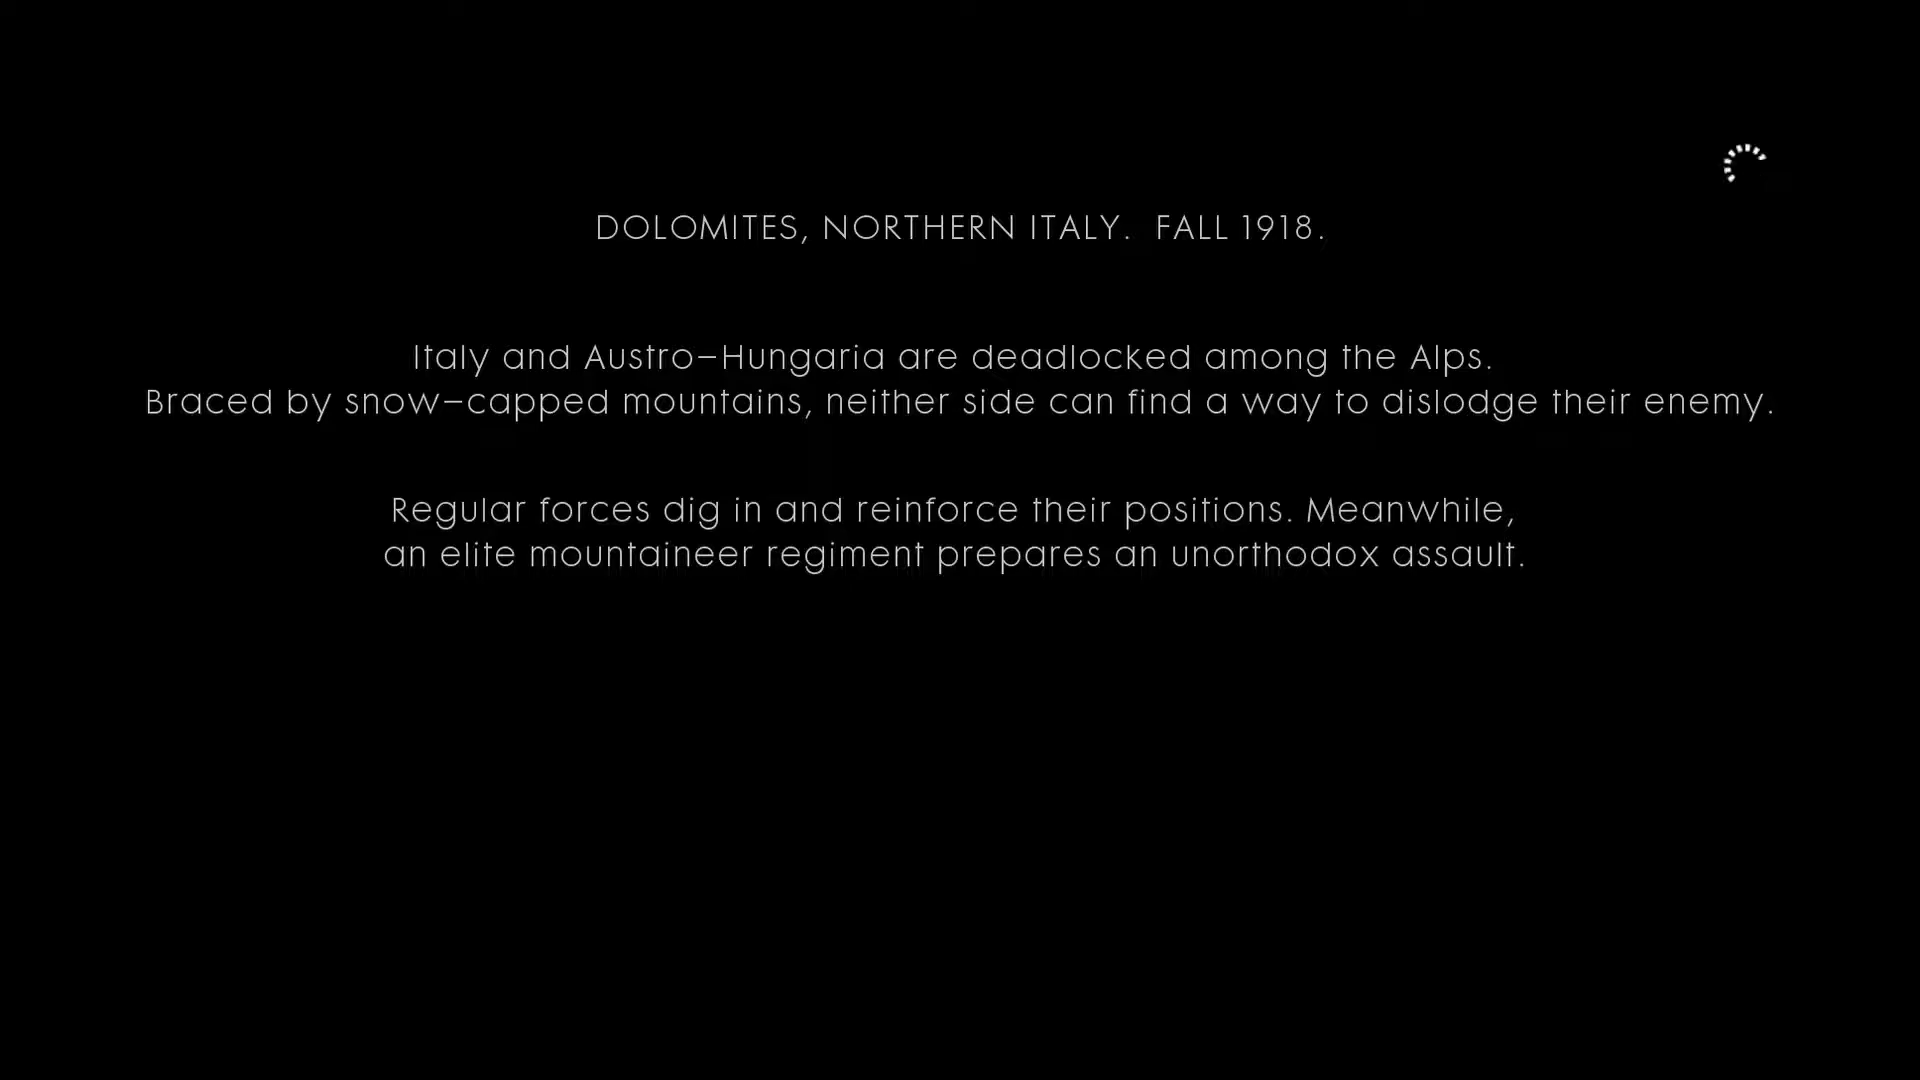 DOLOMITES, NORTHERN ITALY.  FALL 1918.
Italy and Austro-Hungaria are deadlocked among the Alps.
Braced by snow-capped mountains, neither side can find a way to dislodge their enemy.
Regular forces dig in and reinforce their positions. Meanwhile,
an elite mountaineer regiment prepares an unorthodox assault.